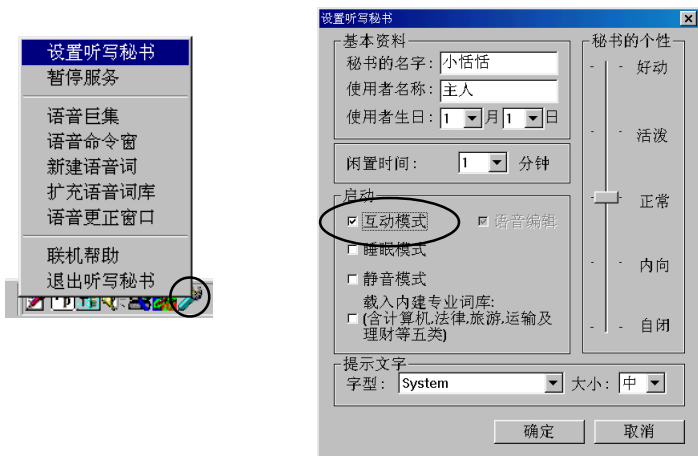 设置听写秘书
暂停服务
语音巨集
语音命令窗
新建语音词
扩充语音词库
语音更正窗口
联机帮助
退出听写秘书
设置听写秘书
基本资料
秘书的名字: 小恬恬
使用者名称: 主人
使用者生日: 1 月 1 日
闲置时间: 1 分钟
启动
互动模式 语音编辑
睡眠模式
静音模式
载入内建专业词库:
(含计算机,法律,旅游,运输及
理财等五类)
秘书的个性
好动
活泼
正常
内向
自闭
提示文字
字型: System 大小: 中
确定 取消